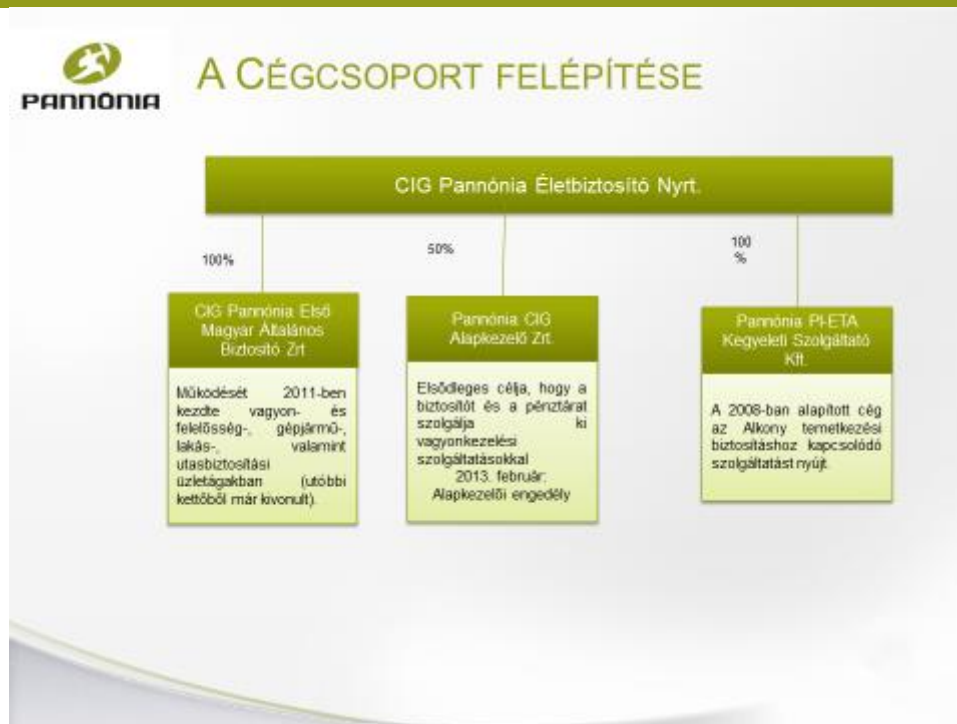 PANNÓNIA
A CÉGCSOPORT FELÉPÍTÉSE
CIG Pannónia Életbiztosító Nyrt.
100%
50%
100
%
CIG Pannónia Első
Magyar Általános
Biztosító Zrt
Működését 2011-ben
kezdte vagyon- és
felelősség-, gépjármű-,
lakás-, valamint
utasbiztosítási
üzletágakban (utóbbi
kettőből már kivonult).
Pannónia CIG
Alapkezelő Zrt.
Elsődleges célja, hogy a
biztosítót és a pénztárat
szolgálja ki
vagyonkezelési
szolgáltatásokkal
2013. február:
Alapkezelői engedély
Pannónia PI-ETA
Kegyeleti Szolgáltató
Kft.
A 2008-ban alapított cég
az Alkony temetkezési
biztosításhoz kapcsolódó
szolgáltatást nyújt.